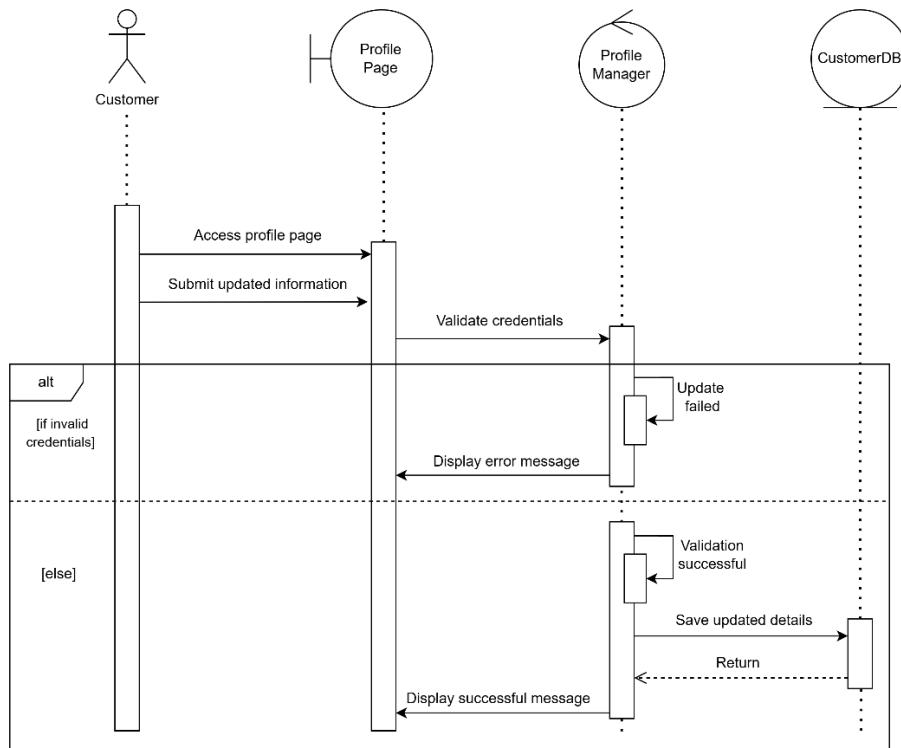 Profile
Page
Profile
Manager
CustomerDB
Customer
Access profile page
Submit updated information
Validate credentials
alt
[if invalid
credentials]
Update
failed
Display error message
[else]
Validation
successful
Save updated details
Return
Display successful message